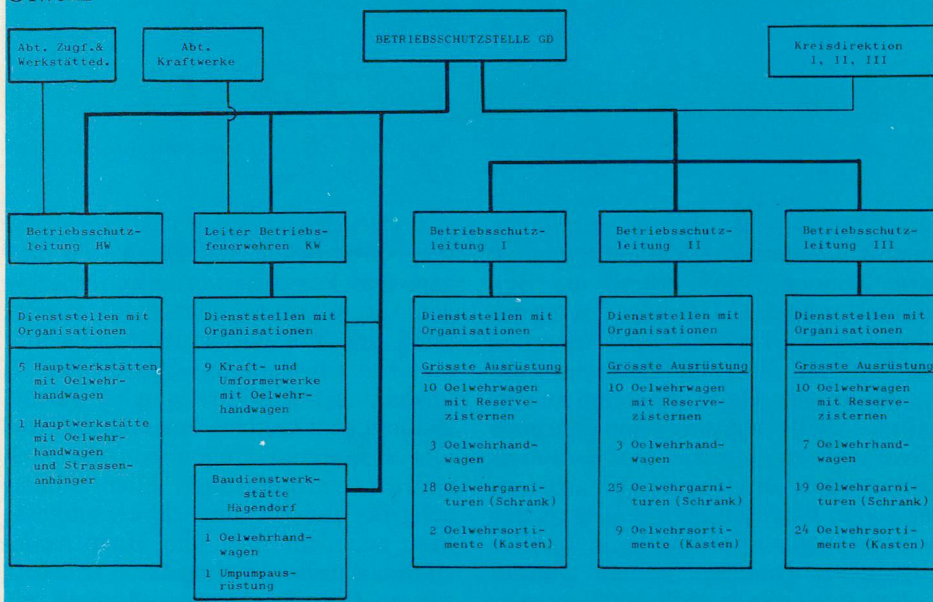 BETRIEBSSCHUTZSTELLE GD
Abt. Zugf.&
Werkstätted.
Abt.
Kraftwerke
Kreisdirektion
I, II, III
Betriebsschutz-
leitung HW
Leiter Betriebs-
feuerwehren KW
Betriebsschutz-
leitung I
Betriebsschutz-
leitung II
Betriebsschutz-
leitung III
Dienststellen mit
Organisationen
5 Hauptwerkstätten
mit Oelwehr-
handwagen
1 Hauptwerkstätte
mit Oelwehr-
handwagen
und Strassen-
anhänger
Dienststellen mit
Organisationen
9 Kraft- und
Umformerwerke
mit Oelwehr-
handwagen
Baudienstwerk-
stätte
Hägendorf
1 Oelwehrhand-
wagen
1 Umpumpaus-
rüstung
Dienststellen mit
Organisationen
Grösste Ausrüstung
10 Oelwehrwagen
mit Reserve-
zisternen
3 Oelwehrhand-
wagen
18 Oelwehrgarni-
turen (Schrank)
2 Oelwehrsorti-
mente (Kasten)
Dienststellen mit
Organisationen
Grösste Ausrüstung
10 Oelwehrwagen
mit Reserve-
zisternen
3 Oelwehrhand-
wagen
25 Oelwehrgarni-
turen (Schrank)
9 Oelwehrsorti-
mente (Kasten)
Dienststellen mit
Organisationen
Grösste Ausrüstung
10 Oelwehrwagen
mit Reserve-
zisternen
7 Oelwehrhand-
wagen
19 Oelwehrgarni-
turen (Schrank)
24 Oelwehrsorti-
mente (Kasten)